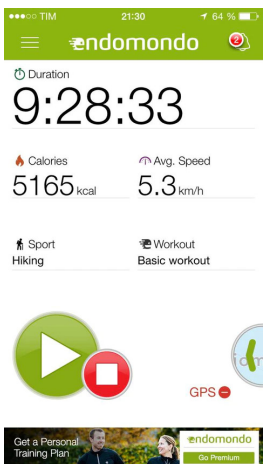 TIM 21:30 64 %
endomondo 2
Duration
9:28:33
Calories Avg. Speed
5165 kcal 5.3 km/h
Sport Workout
Hiking Basic workout
GPS
Get a Personal
Training Plan
endomondo
Go Premium